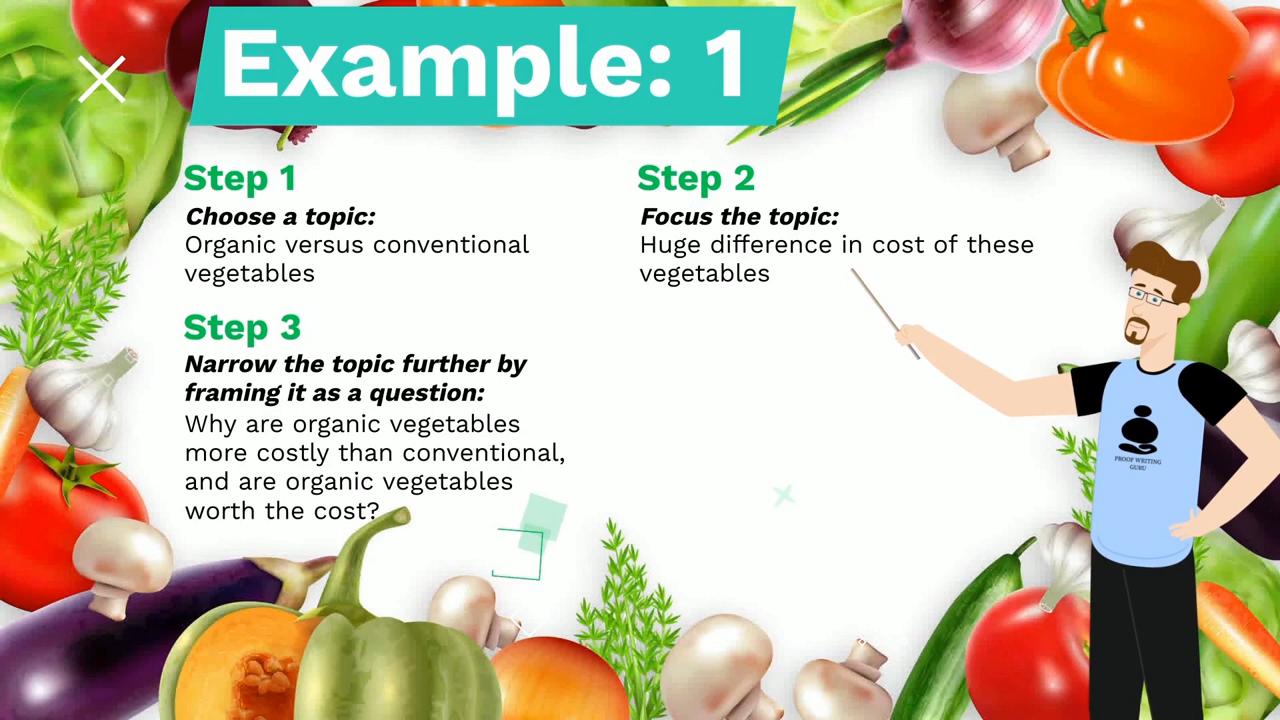 Example: 1
Step 1
Choose a topic:
Organic versus conventional
vegetables
Step 2
Focus the topic:
Huge difference in cost of these
vegetables
Step 3
Narrow the topic further by
framing it as a question:
Why are organic vegetables
more costly than conventional,
and are organic vegetables
worth the cost?
PROOF WRITING
GURU